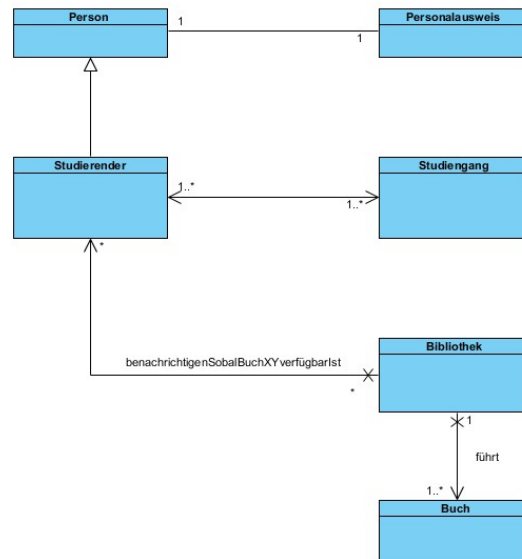 Person
1
1
Personalausweis
Studierender
1..*
1..*
Studiengang
*
benachrichtigenSobalBuchXYverfügbarIst
*
Bibliothek
1
führt
1..*
Buch